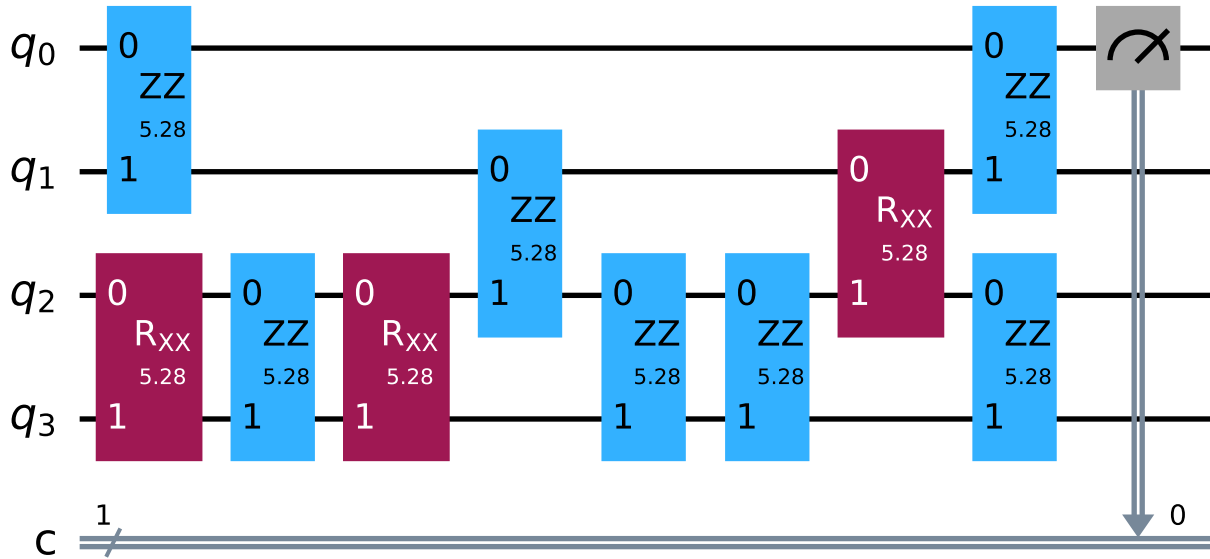 q0 0 ZZ 5.28 1 0 ZZ 5.28 1
q1 0 ZZ 5.28 1 0 RXX 5.28 1
q2 0 RXX 5.28 1 0 ZZ 5.28 1 0 RXX 5.28 1 0 ZZ 5.28 1 0 ZZ 5.28 1 0 ZZ 5.28 1
q3
c 1 0